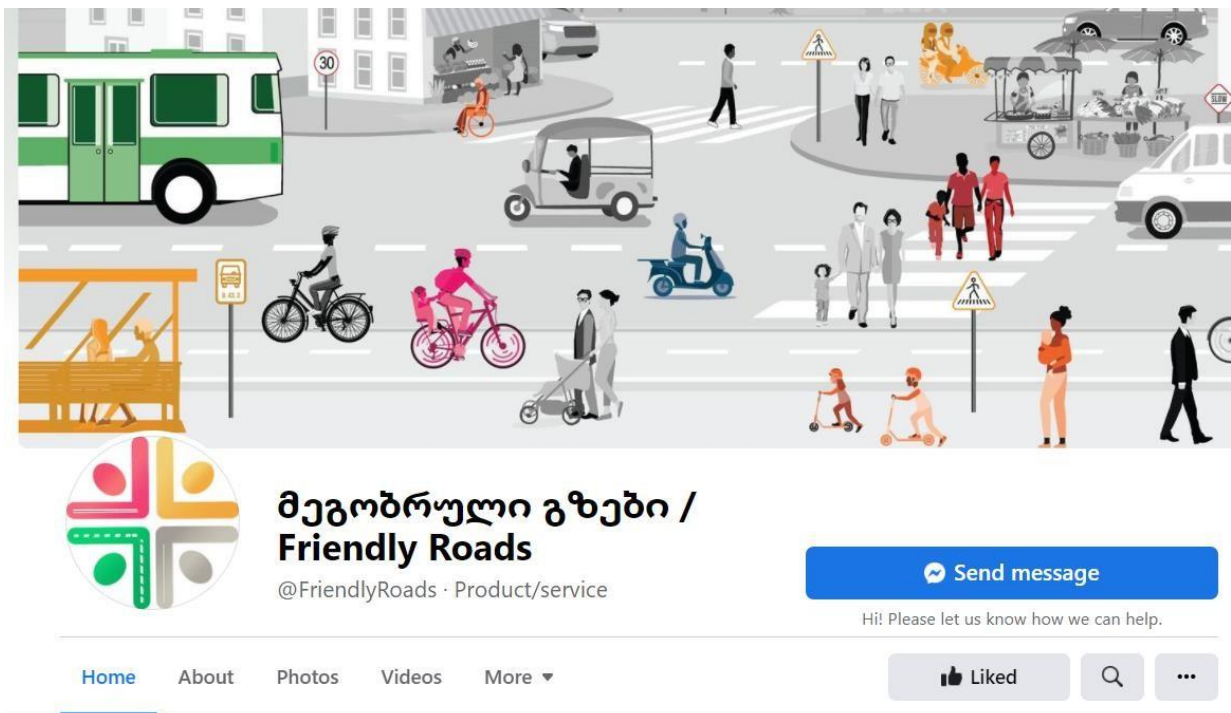 30
SLOW
მეგობრული გზები /
Friendly Roads
@FriendlyRoads · Product/service
Send message
Hi! Please let us know how we can help.
Home About Photos Videos More ▾
Liked